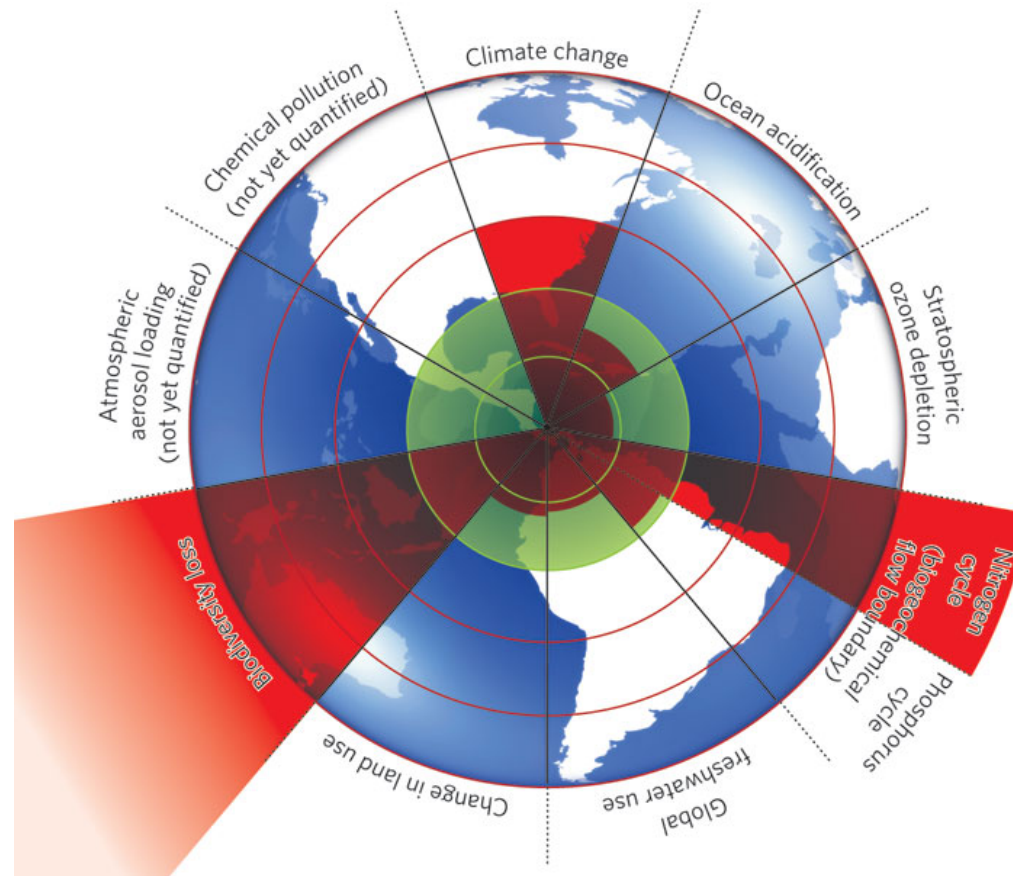 Climate change
Ocean acidification
Stratospheric
ozone depletion
Nitrogen
cycle
(biogeochemical
flow boundary)
Phosphorus
cycle
Global
freshwater use
Change in land use
Biodiversity loss
Atmospheric
aerosol loading
(not yet quantified)
Chemical pollution
(not yet quantified)